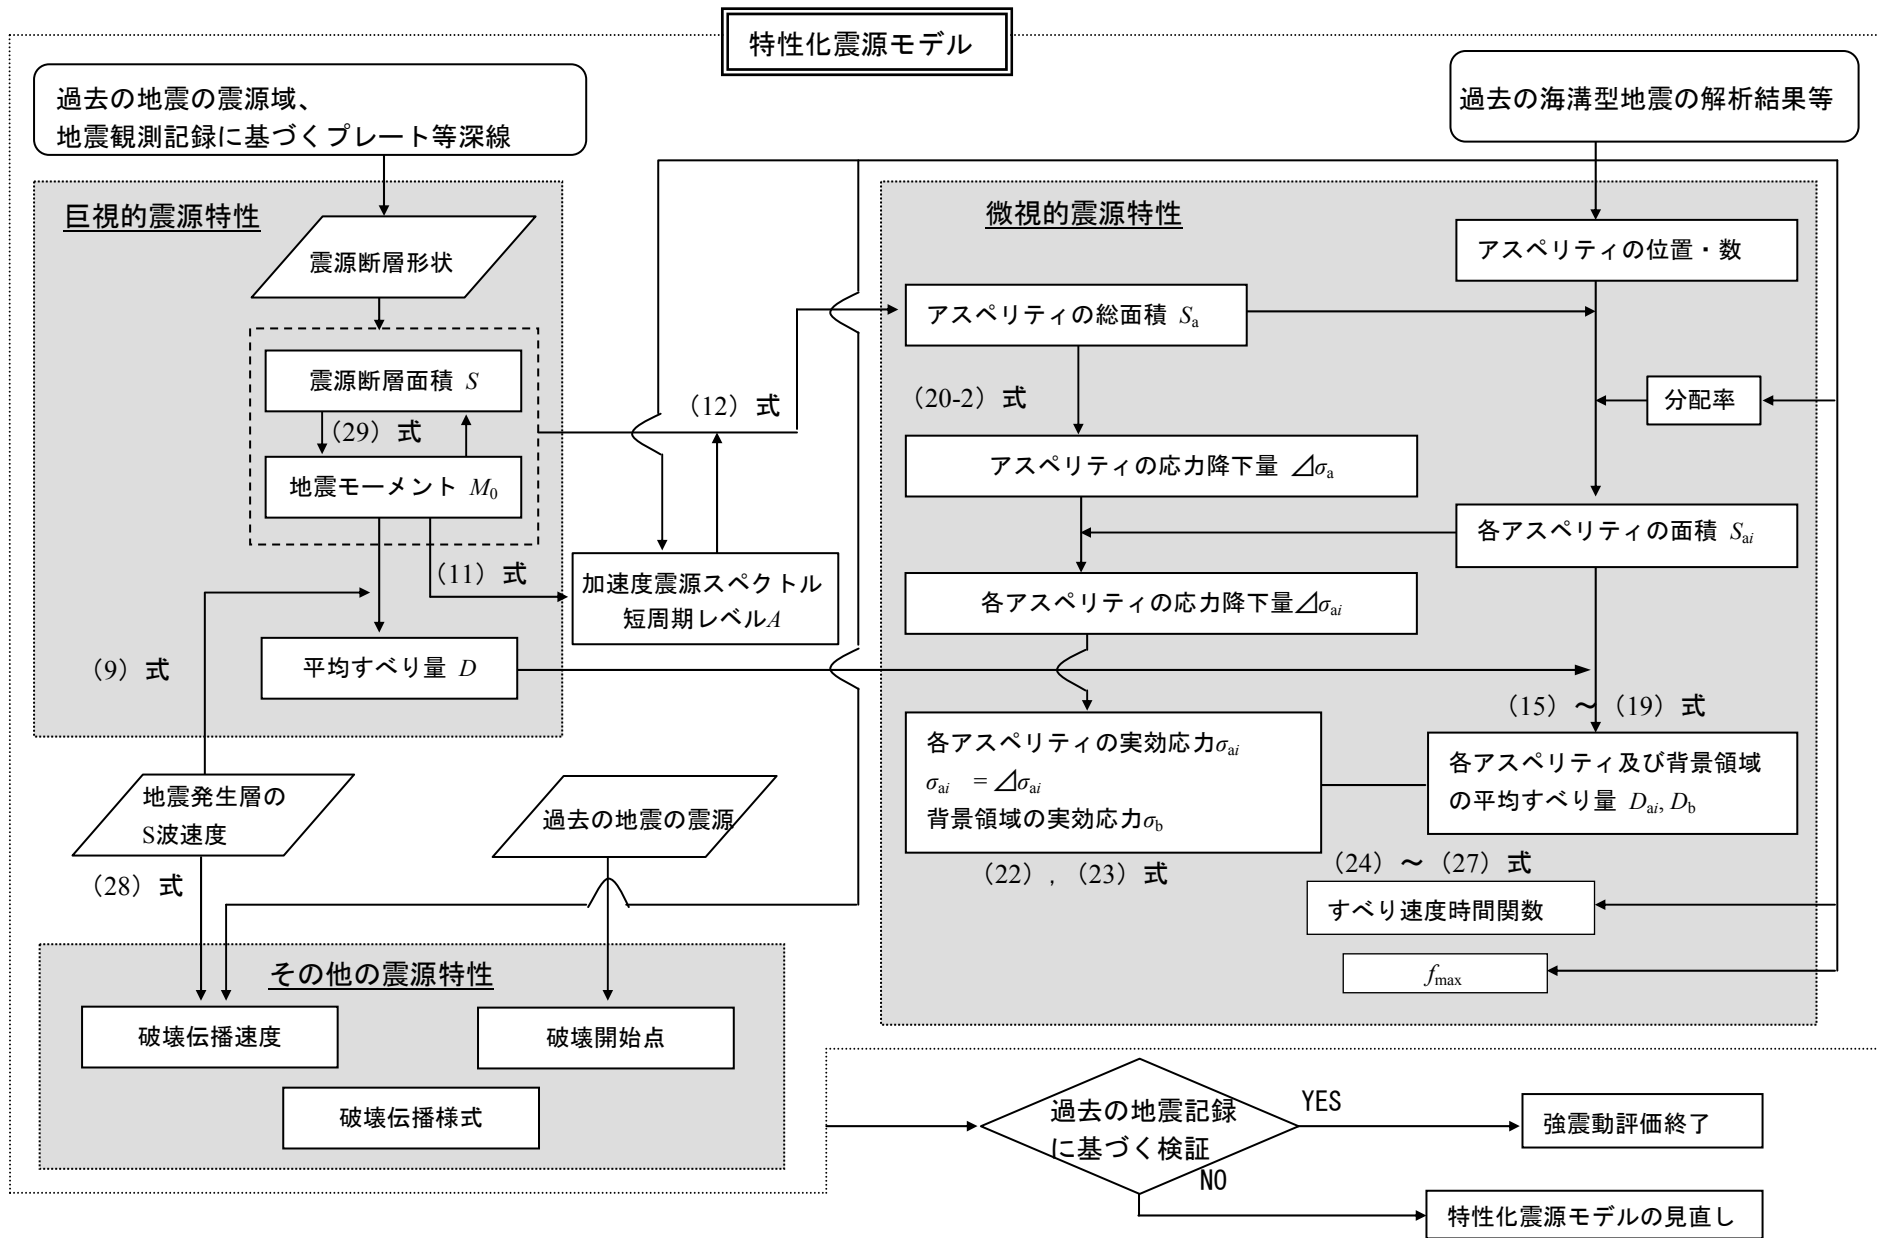 特性化震源モデル
過去の地震の震源域、
地震観測記録に基づくプレート等深線
過去の海溝型地震の解析結果等
巨視的震源特性
震源断層形状
震源断層面積 S
（29）式
地震モーメント M0
（11）式
（12）式
加速度震源スペクトル
短周期レベルA
平均すべり量 D
（9）式
微視的震源特性
アスペリティの位置・数
アスペリティの総面積 Sa
分配率
（20-2）式
アスペリティの応力降下量 ⊿σa
各アスペリティの面積 Sai
各アスペリティの応力降下量⊿σai
（15）～（19）式
各アスペリティの実効応力σai
σai = ⊿σai
背景領域の実効応力σb
各アスペリティ及び背景領域
の平均すべり量 Dai, Db
（22）,（23）式
（24）～（27）式
すべり速度時間関数
fmax
地震発生層の
S波速度
過去の地震の震源
（28）式
その他の震源特性
破壊伝播速度
破壊開始点
破壊伝播様式
過去の地震記録
に基づく検証
YES
強震動評価終了
NO
特性化震源モデルの見直し